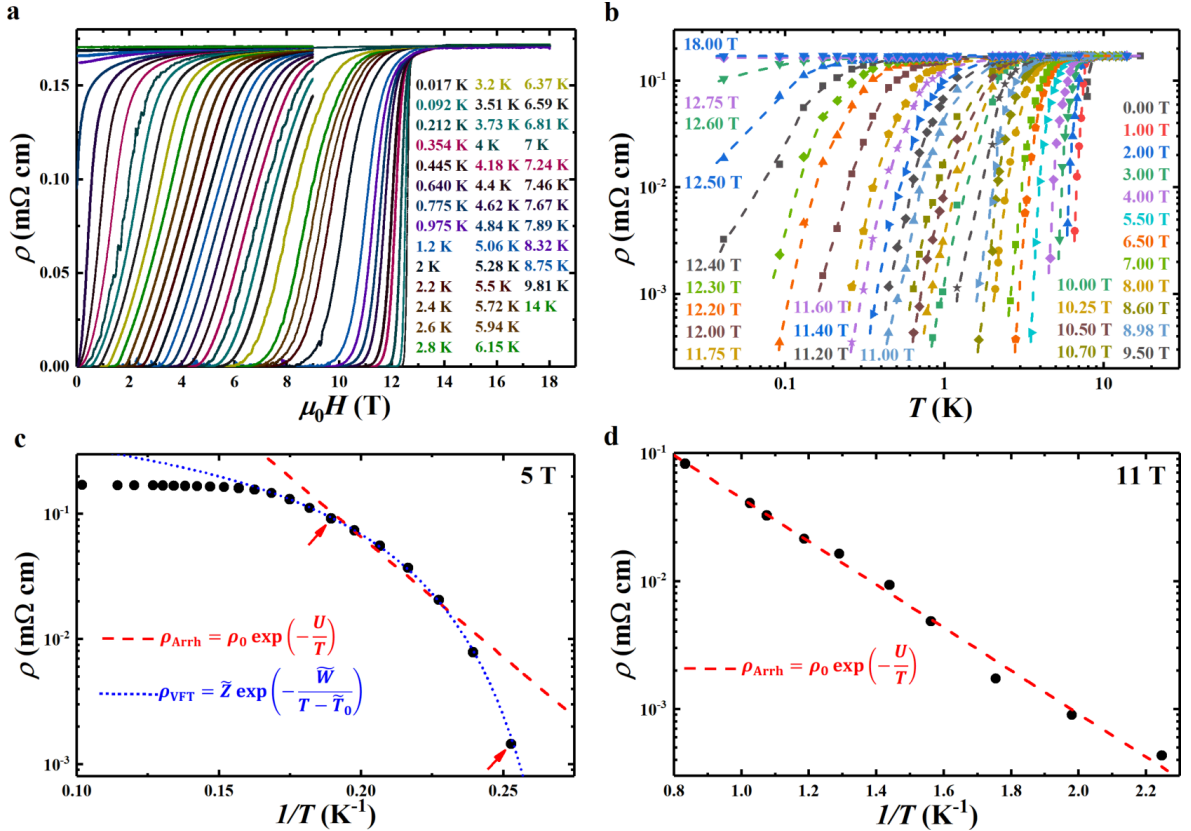 a
ρ (mΩ cm)
0.15
0.10
0.05
0.00
0 2 4 6 8 10 12 14 16 18
μ₀H (T)
0.017 K 3.2 K 6.37 K
0.092 K 3.51 K 6.59 K
0.212 K 3.73 K 6.81 K
0.354 K 4 K 7 K
0.445 K 4.18 K 7.24 K
0.640 K 4.4 K 7.46 K
0.775 K 4.62 K 7.67 K
0.975 K 4.84 K 7.89 K
1.2 K 5.06 K 8.32 K
2 K 5.28 K 8.75 K
2.2 K 5.5 K 9.81 K
2.4 K 5.72 K 14 K
2.6 K 5.94 K
2.8 K 6.15 K
b
ρ (mΩ cm)
10⁻¹
10⁻²
10⁻³
0.1 1 10
T (K)
18.00 T
12.75 T
12.60 T
12.50 T
12.40 T
12.30 T
12.20 T
12.00 T
11.75 T
11.60 T
11.40 T
11.20 T
11.00 T
0.00 T
1.00 T
2.00 T
3.00 T
4.00 T
5.50 T
6.50 T
7.00 T
10.00 T 8.00 T
10.25 T 8.60 T
10.50 T 8.98 T
10.70 T 9.50 T
c
5 T
ρ (mΩ cm)
10⁻¹
10⁻²
10⁻³
ρ_Arrh = ρ₀ exp(−U/T)
ρ_VFT = Z̃ exp(−W̃/(T − T̃₀))
0.10 0.15 0.20 0.25
1/T (K⁻¹)
d
11 T
ρ (mΩ cm)
10⁻¹
10⁻²
10⁻³
ρ_Arrh = ρ₀ exp(−U/T)
0.8 1.0 1.2 1.4 1.6 1.8 2.0 2.2
1/T (K⁻¹)